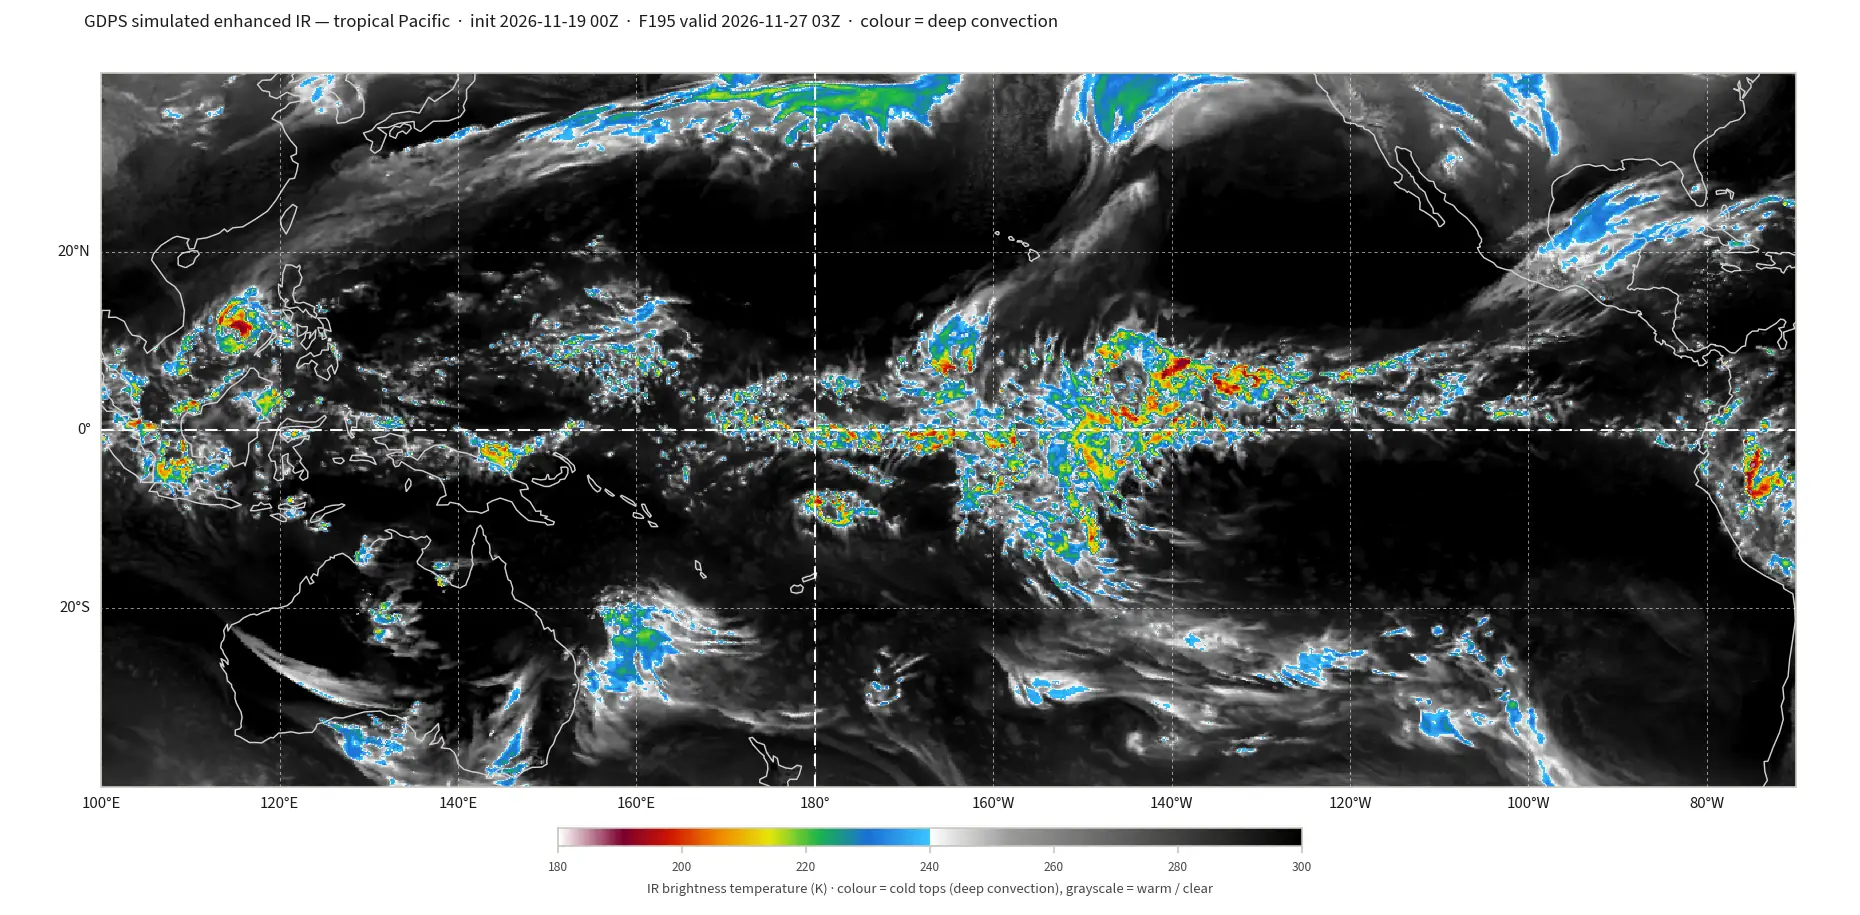 GDPS simulated enhanced IR — tropical Pacific · init 2026-11-19 00Z · F195 valid 2026-11-27 03Z · colour = deep convection
20°N
0°
20°S
100°E 120°E 140°E 160°E 180° 160°W 140°W 120°W 100°W 80°W
180 200 220 240 260 280 300
IR brightness temperature (K) · colour = cold tops (deep convection), grayscale = warm / clear